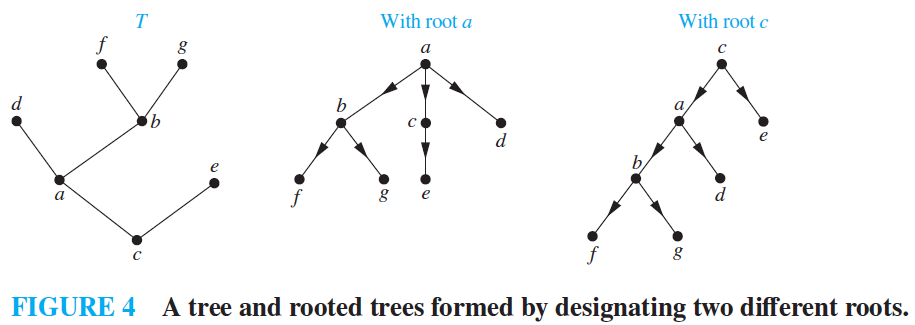 T
With root a
With root c
f
g
d
b
a
e
c
a
b
c
d
f
g
e
c
a
e
b
d
f
g
FIGURE 4 A tree and rooted trees formed by designating two different roots.